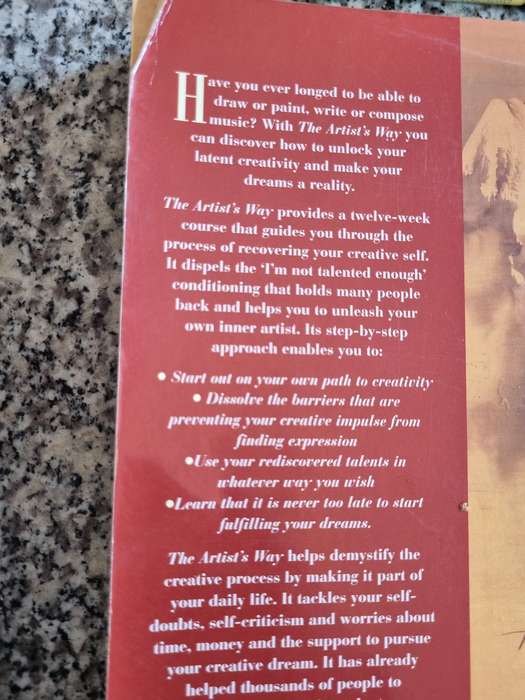 Have you ever longed to be able to
draw or paint, write or compose
music? With The Artist's Way you
can discover how to unlock your
latent creativity and make your
dreams a reality.
The Artist's Way provides a twelve-week
course that guides you through the
process of recovering your creative self.
It dispels the 'I'm not talented enough'
conditioning that holds many people
back and helps you to unleash your
own inner artist. Its step-by-step
approach enables you to:
• Start out on your own path to creativity
• Dissolve the barriers that are
preventing your creative impulse from
finding expression
•Use your rediscovered talents in
whatever way you wish
•Learn that it is never too late to start
fulfilling your dreams.
The Artist's Way helps demystify the
creative process by making it part of
your daily life. It tackles your self-
doubts, self-criticism and worries about
time, money and the support to pursue
your creative dream. It has already
helped thousands of people to